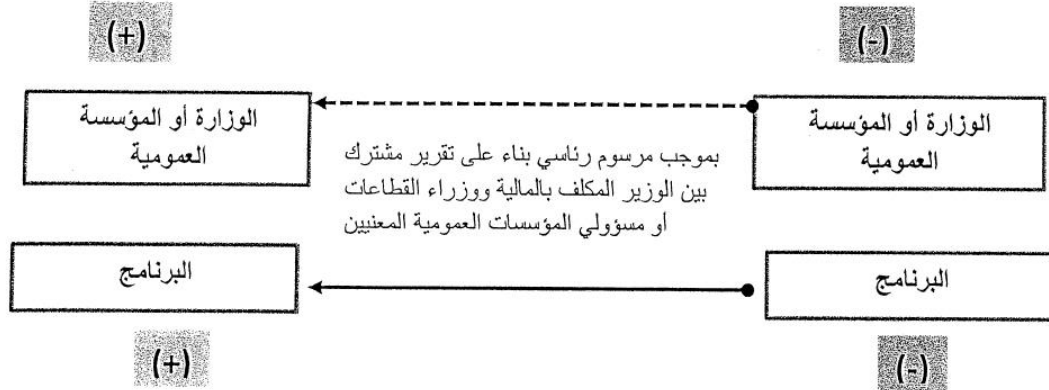 (+)
(-)
الوزارة أو المؤسسة
العمومية
بموجب مرسوم رئاسي بناء على تقرير مشترك
بين الوزير المكلف بالمالية ووزراء القطاعات
أو مسؤولي المؤسسات العمومية المعنيين
الوزارة أو المؤسسة
العمومية
البرنامج
البرنامج
(+)
(-)